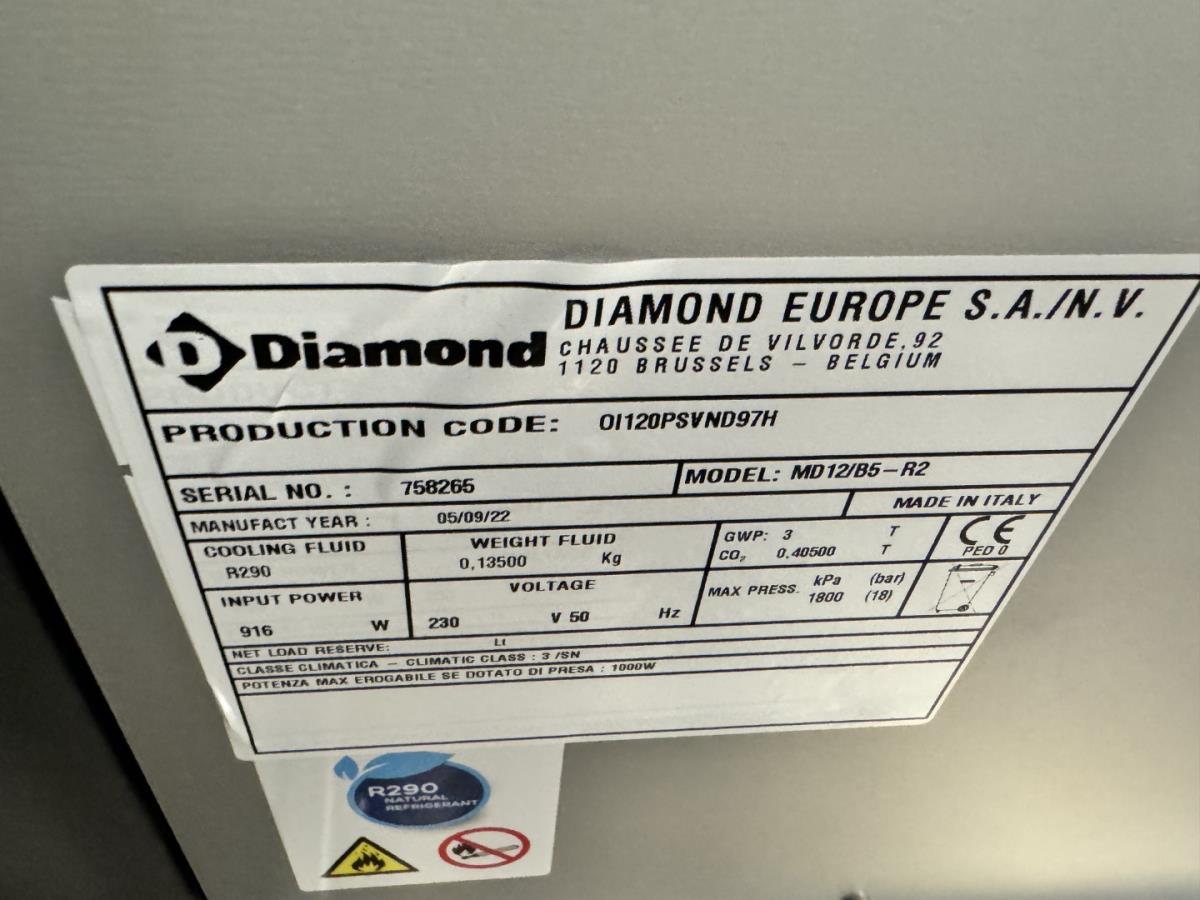 Diamond
DIAMOND EUROPE S.A./N.V.
CHAUSSEE DE VILVORDE, 92
1120 BRUSSELS - BELGIUM
PRODUCTION CODE: OI120PSVND97H
SERIAL NO. : 758265
MODEL: MD12/B5-R2
MANUFACT YEAR : 05/09/22
MADE IN ITALY
COOLING FLUID
R290
WEIGHT FLUID
0,13500 Kg
GWP: 3 T
CO₂ 0,40500 T
CE
PED 0
INPUT POWER
916 W
VOLTAGE
230 V 50 Hz
MAX PRESS. kPa (bar)
1800 (18)
NET LOAD RESERVE: Lt
CLASSE CLIMATICA - CLIMATIC CLASS : 3 /SN
POTENZA MAX EROGABILE SE DOTATO DI PRESA : 1000W
R290
NATURAL
REFRIGERANT